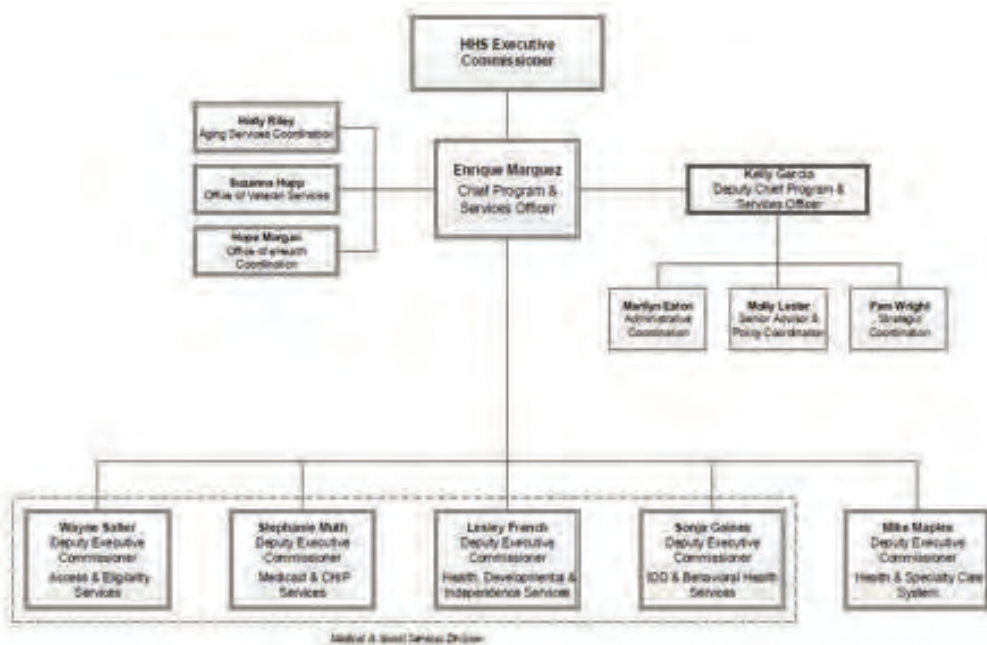 HHS Executive
Commissioner
Holly Riley
Aging Services Coordination
Suzanna Hupp
Office of Veteran Services
Hope Morgan
Office of eHealth
Coordination
Enrique Marquez
Chief Program &
Services Officer
Kelly Garcia
Deputy Chief Program &
Services Officer
Marilyn Eaton
Administrative
Coordination
Molly Lester
Senior Advisor &
Policy Coordination
Pam Wright
Strategic
Coordination
Wayne Salter
Deputy Executive
Commissioner
Access & Eligibility
Services
Stephanie Muth
Deputy Executive
Commissioner
Medicaid & CHIP
Services
Lesley French
Deputy Executive
Commissioner
Health, Developmental &
Independence Services
Sonja Gaines
Deputy Executive
Commissioner
IDD & Behavioral Health
Services
Mike Maples
Deputy Executive
Commissioner
Health & Specialty Care
System
Medical & Social Services Division